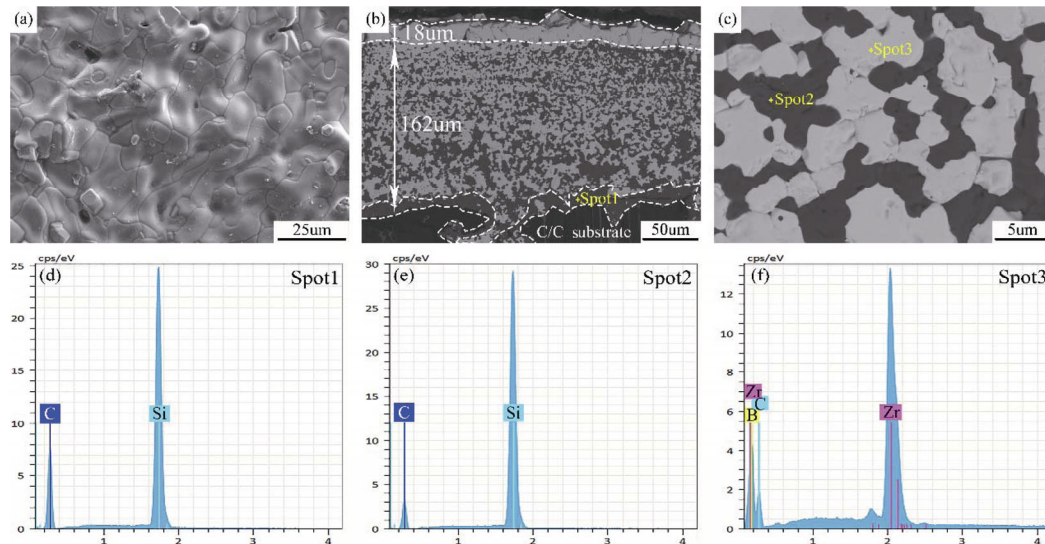 (a)
25um
(b)
18um
162um
Spot1
C/C substrate
50um
(c)
Spot3
Spot2
5um
cps/eV
(d)
Spot1
25
20
15
10
5
0
C
Si
1
2
3
4
cps/eV
(e)
Spot2
30
25
20
15
10
5
0
C
Si
0
1
2
3
4
cps/eV
(f)
Spot3
12
10
8
6
4
2
0
Zr
C
B
Zr
1
2
3
4